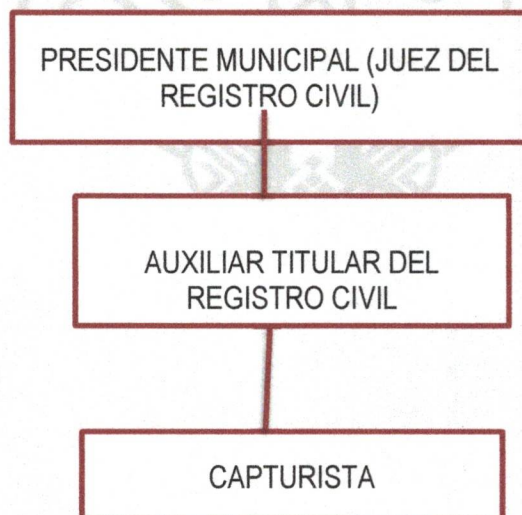 PRESIDENTE MUNICIPAL (JUEZ DEL
REGISTRO CIVIL)
AUXILIAR TITULAR DEL
REGISTRO CIVIL
CAPTURISTA